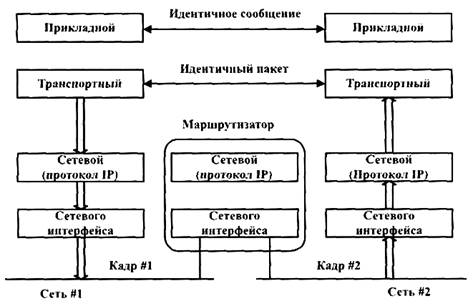 Идентичное сообщение
Прикладной
Прикладной
Идентичный пакет
Транспортный
Транспортный
Маршрутизатор
Сетевой
(протокол IP)
Сетевой
(протокол IP)
Сетевой
(Протокол IP)
Сетевого
интерфейса
Сетевого
интерфейса
Сетевого
интерфейса
Кадр #1
Кадр #2
Сеть #1
Сеть #2